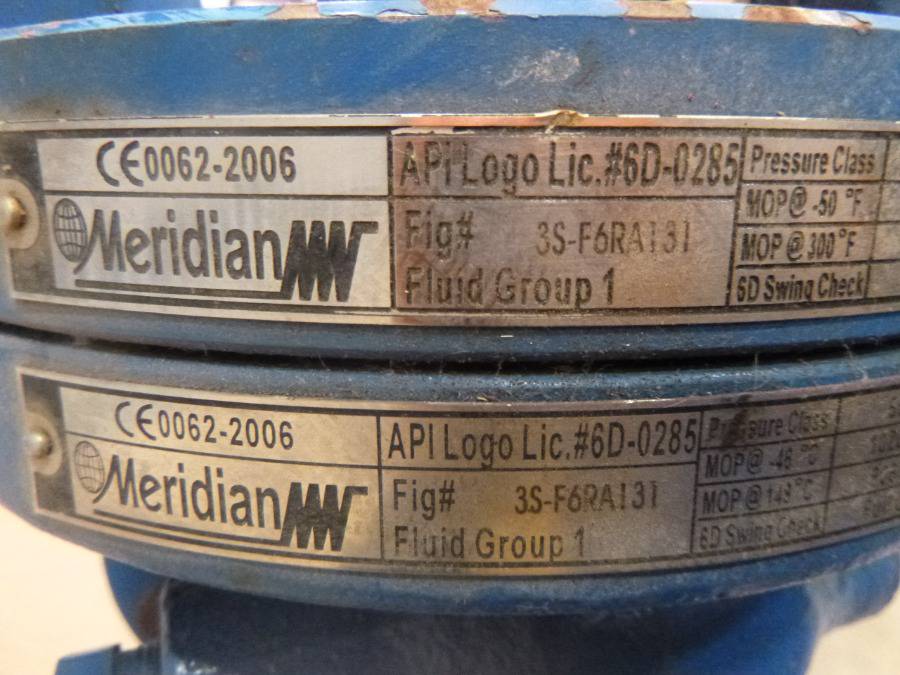 CE0062-2006
Meridian
API Logo Lic.#6D-0285
Fig# 3S-F6RA131
Fluid Group 1
Pressure Class
MOP@ -50 °F
MOP@ 300°F
6D Swing Check
CE0062-2006
Meridian
API Logo Lic.#6D-0285
Fig# 3S-F6RA131
Fluid Group 1
Pressure Class
MOP@ -46 °C
MOP@ 149°C
6D Swing Check